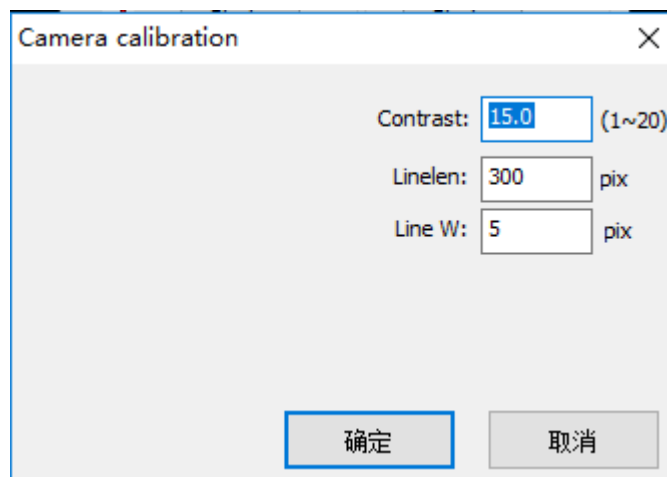 Camera calibration
Contrast: 15.0 (1~20)
Linelen: 300 pix
Line W: 5 pix
确定 取消